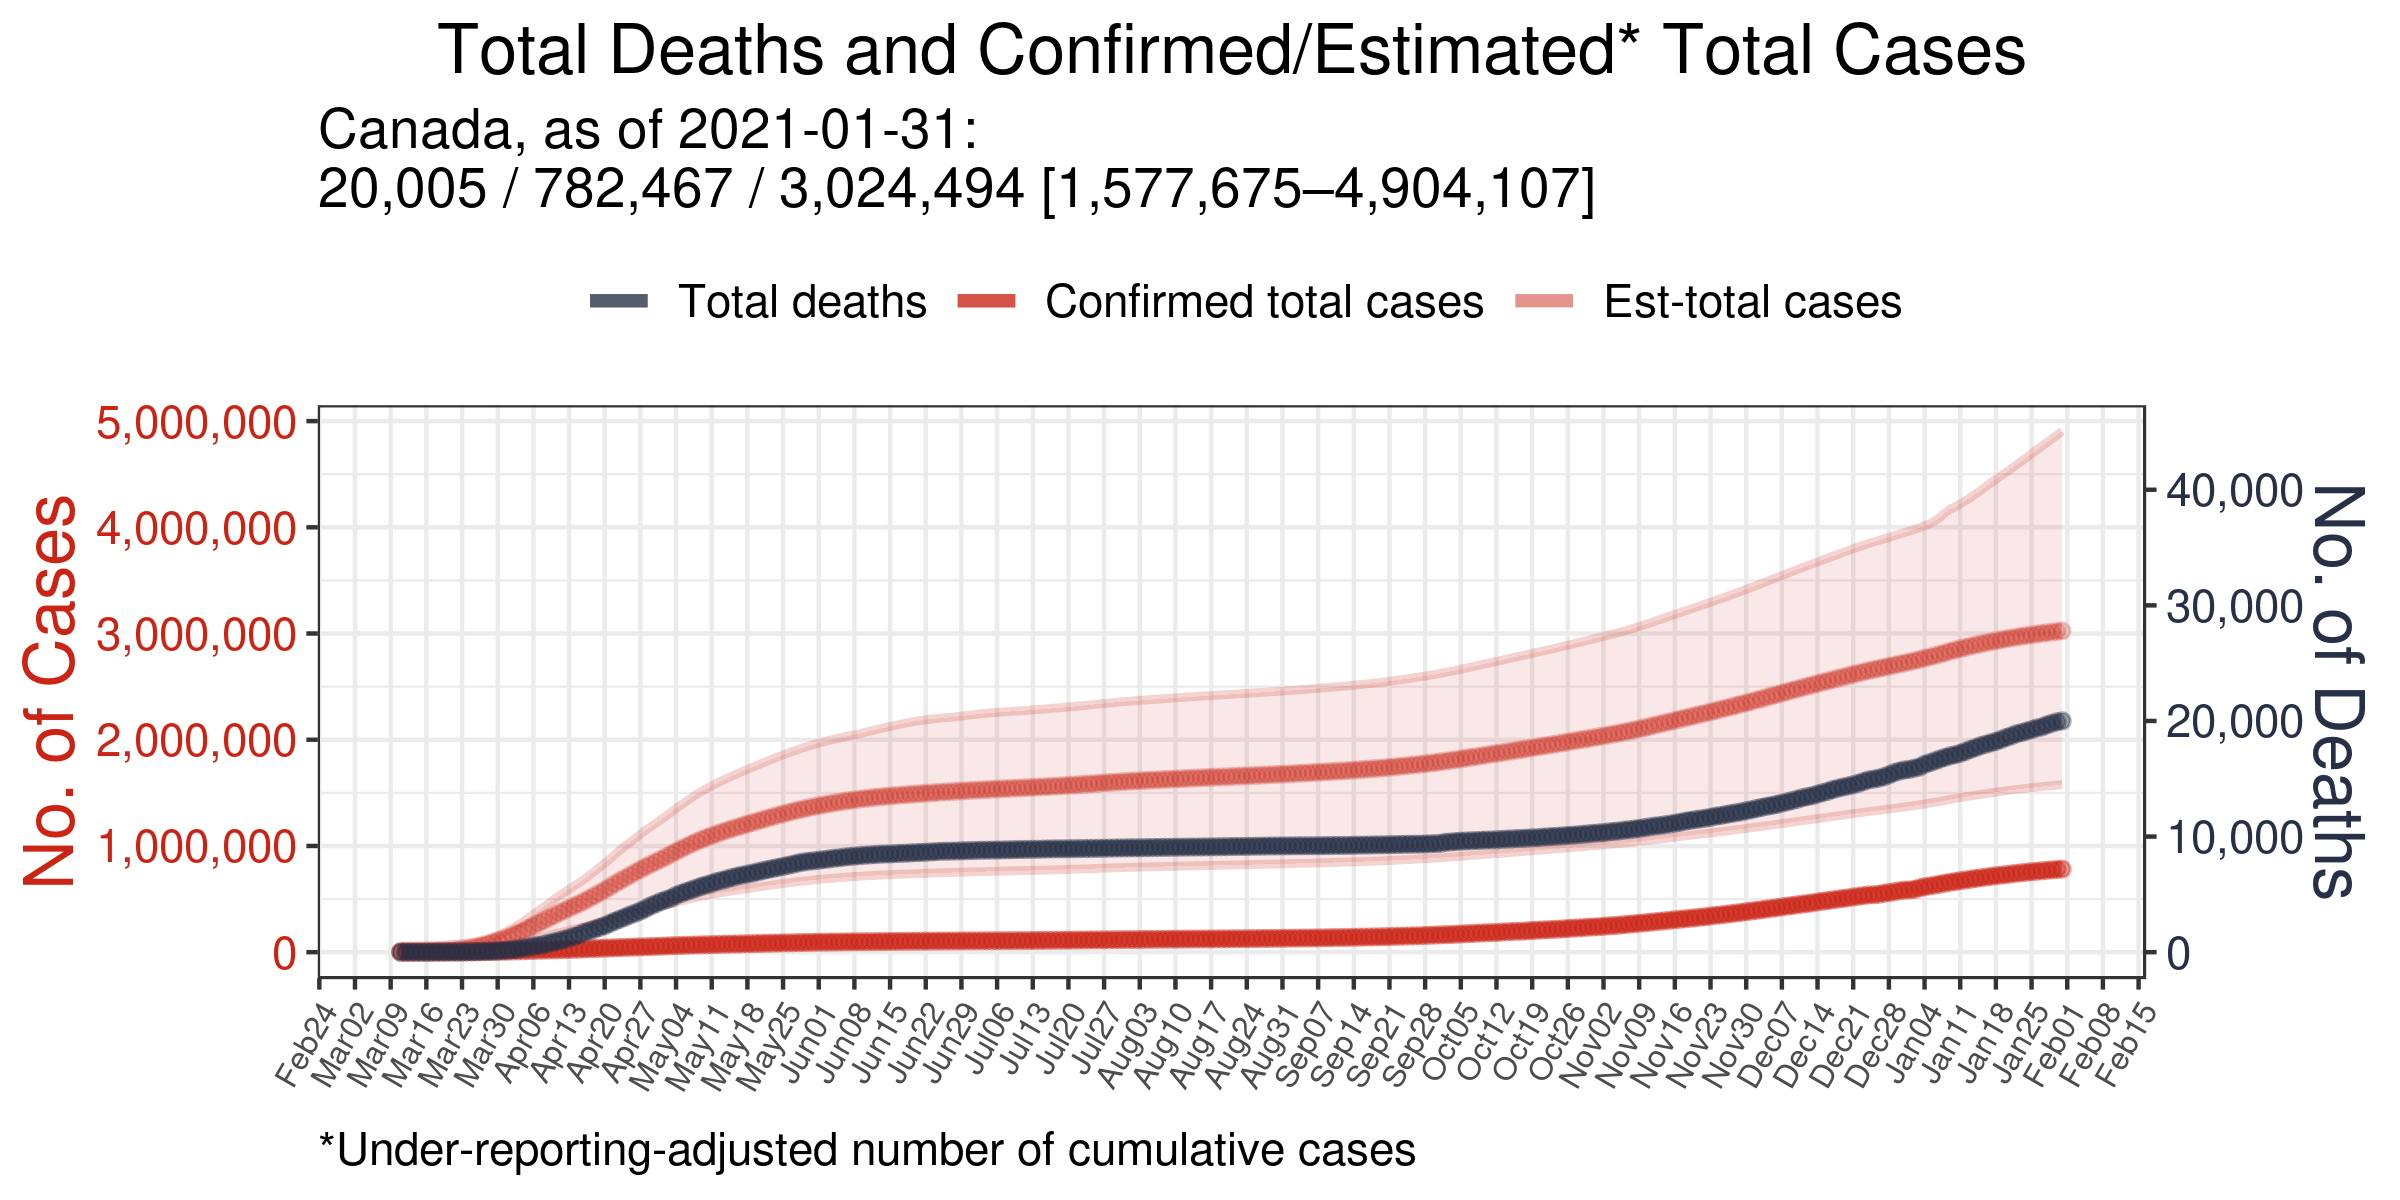 Total Deaths and Confirmed/Estimated* Total Cases
Canada, as of 2021-01-31:
20,005 / 782,467 / 3,024,494 [1,577,675–4,904,107]
Total deaths
Confirmed total cases
Est-total cases
No. of Cases
5,000,000
4,000,000
3,000,000
2,000,000
1,000,000
0
40,000
30,000
20,000
10,000
0
No. of Deaths
Feb24
Mar02
Mar09
Mar16
Mar23
Mar30
Apr06
Apr13
Apr20
Apr27
May04
May11
May18
May25
Jun01
Jun08
Jun15
Jun22
Jun29
Jul06
Jul13
Jul20
Jul27
Aug03
Aug10
Aug17
Aug24
Aug31
Sep07
Sep14
Sep21
Sep28
Oct05
Oct12
Oct19
Oct26
Nov02
Nov09
Nov16
Nov23
Nov30
Dec07
Dec14
Dec21
Dec28
Jan04
Jan11
Jan18
Jan25
Feb01
Feb08
Feb15
*Under-reporting-adjusted number of cumulative cases